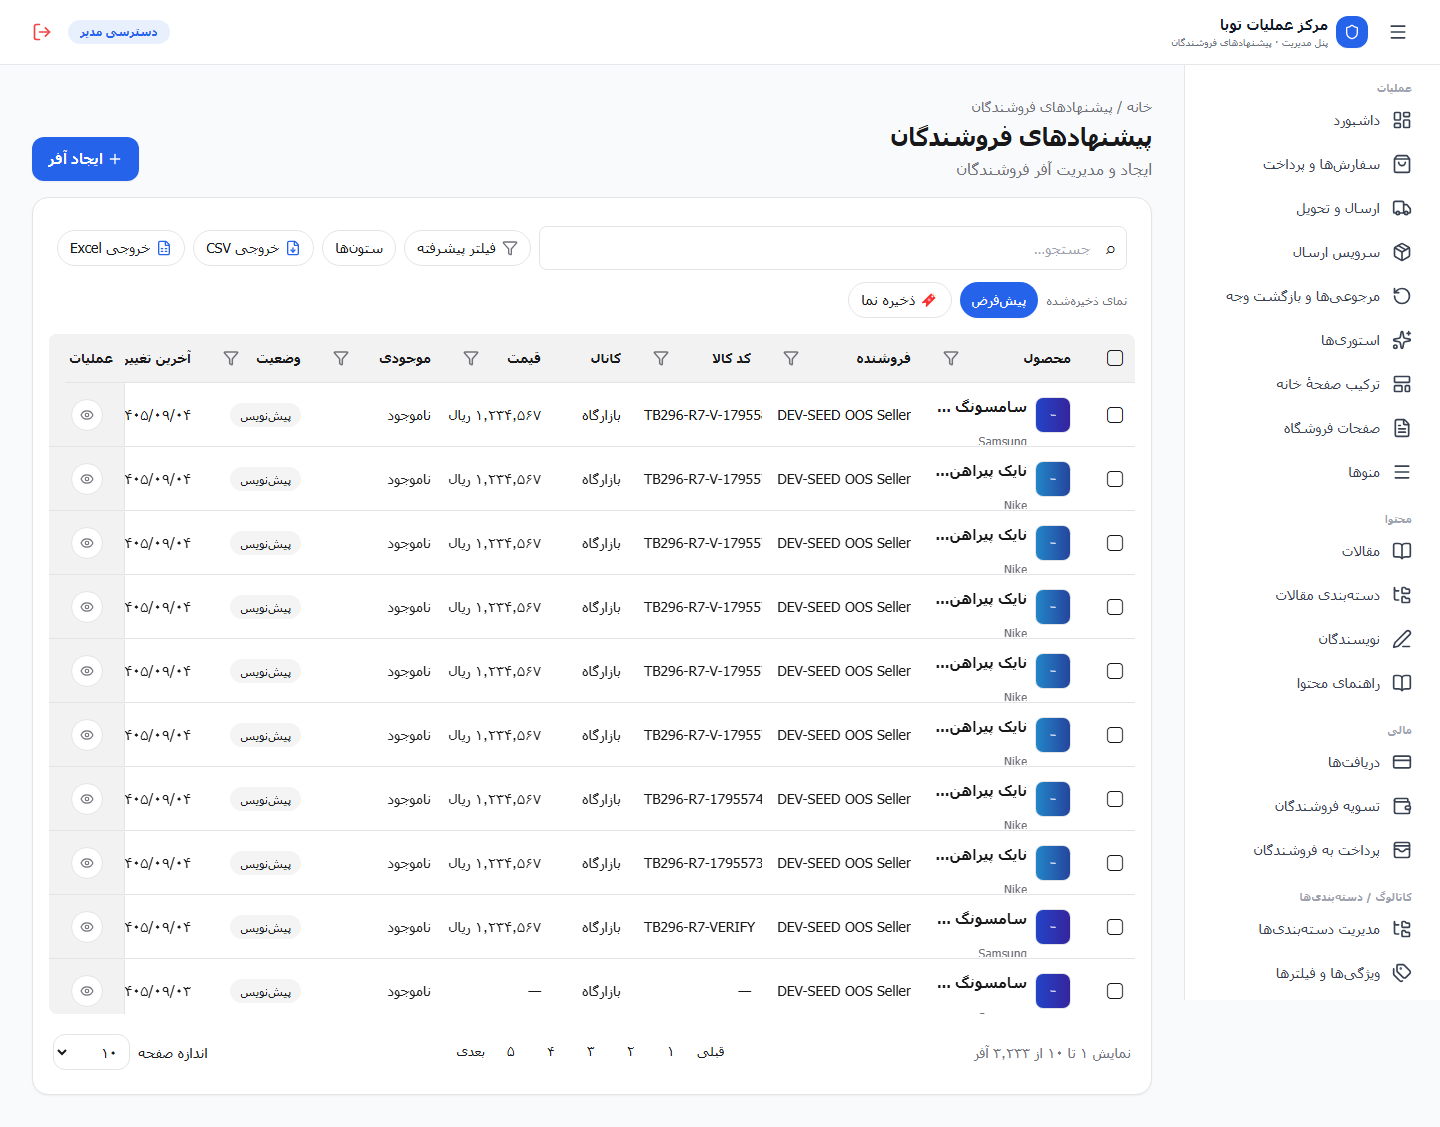 مرکز عملیات توبا
پنل مدیریت · پیشنهادهای فروشندگان
دسترسی مدیر
عملیات
داشبورد
سفارش‌ها و پرداخت
ارسال و تحویل
سرویس ارسال
مرجوعی‌ها و بازگشت وجه
استوری‌ها
ترکیب صفحهٔ خانه
صفحات فروشگاه
منوها
محتوا
مقالات
دسته‌بندی مقالات
نویسندگان
راهنمای محتوا
مالی
دریافت‌ها
تسویه فروشندگان
پرداخت به فروشندگان
کاتالوگ / دسته‌بندی‌ها
مدیریت دسته‌بندی‌ها
ویژگی‌ها و فیلترها
خانه / پیشنهادهای فروشندگان
پیشنهادهای فروشندگان
ایجاد و مدیریت آفر فروشندگان
+ ایجاد آفر
جستجو...
فیلتر پیشرفته
ستون‌ها
خروجی CSV
خروجی Excel
نمای ذخیره‌شده
پیش‌فرض
ذخیره نما
محصول فروشنده کد کالا کانال قیمت موجودی وضعیت آخرین تغییر عملیات
سامسونگ ... DEV-SEED OOS Seller TB296-R7-V-17955 بازارگاه ۱,۲۳۴,۵۶۷ ریال ناموجود پیش‌نویس ۴۰۵/۰۹/۰۴
Samsung
نایک پیراهن... DEV-SEED OOS Seller TB296-R7-V-17955 بازارگاه ۱,۲۳۴,۵۶۷ ریال ناموجود پیش‌نویس ۴۰۵/۰۹/۰۴
Nike
نایک پیراهن... DEV-SEED OOS Seller TB296-R7-V-17955 بازارگاه ۱,۲۳۴,۵۶۷ ریال ناموجود پیش‌نویس ۴۰۵/۰۹/۰۴
Nike
نایک پیراهن... DEV-SEED OOS Seller TB296-R7-V-17955 بازارگاه ۱,۲۳۴,۵۶۷ ریال ناموجود پیش‌نویس ۴۰۵/۰۹/۰۴
Nike
نایک پیراهن... DEV-SEED OOS Seller TB296-R7-V-17955 بازارگاه ۱,۲۳۴,۵۶۷ ریال ناموجود پیش‌نویس ۴۰۵/۰۹/۰۴
Nike
نایک پیراهن... DEV-SEED OOS Seller TB296-R7-V-17955 بازارگاه ۱,۲۳۴,۵۶۷ ریال ناموجود پیش‌نویس ۴۰۵/۰۹/۰۴
Nike
نایک پیراهن... DEV-SEED OOS Seller TB296-R7-1795574 بازارگاه ۱,۲۳۴,۵۶۷ ریال ناموجود پیش‌نویس ۴۰۵/۰۹/۰۴
Nike
نایک پیراهن... DEV-SEED OOS Seller TB296-R7-1795573 بازارگاه ۱,۲۳۴,۵۶۷ ریال ناموجود پیش‌نویس ۴۰۵/۰۹/۰۴
Nike
سامسونگ ... DEV-SEED OOS Seller TB296-R7-VERIFY بازارگاه ۱,۲۳۴,۵۶۷ ریال ناموجود پیش‌نویس ۴۰۵/۰۹/۰۴
Samsung
سامسونگ ... DEV-SEED OOS Seller — بازارگاه — ناموجود پیش‌نویس ۴۰۵/۰۹/۰۳
نمایش ۱ تا ۱۰ از ۳,۲۳۳ آفر
قبلی ۱ ۲ ۳ ۴ ۵ بعدی
اندازه صفحه ۱۰